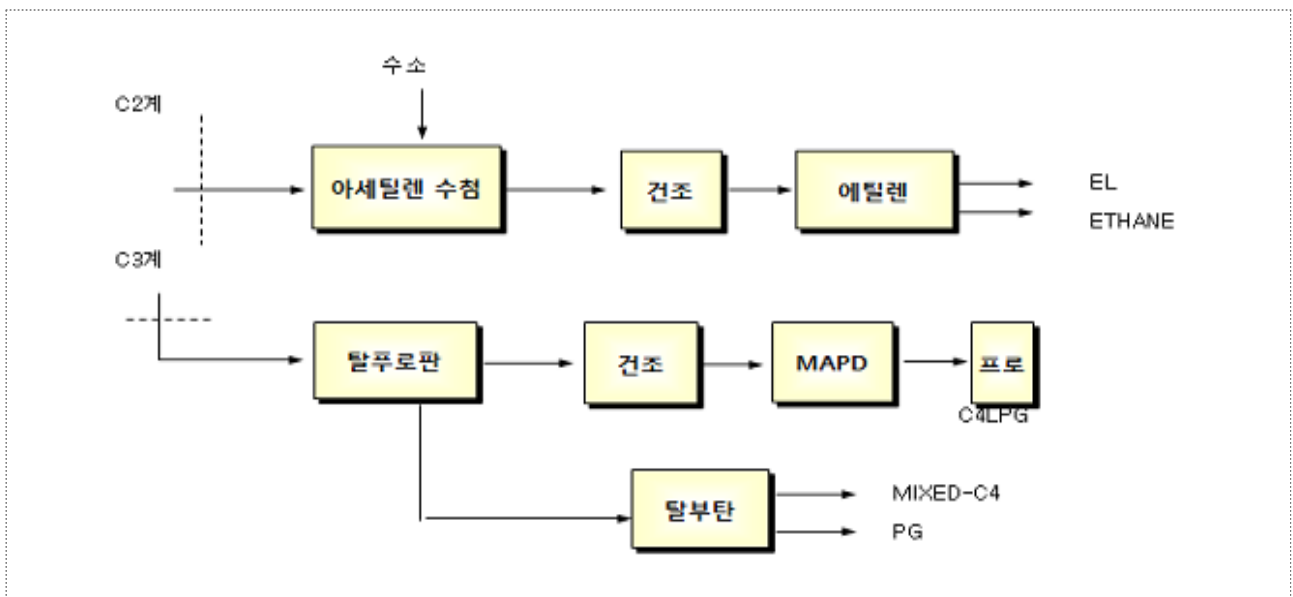 수소
C2계
아세틸렌 수첨
건조
에틸렌
EL
ETHANE
C3계
탈푸로판
건조
MAPD
프로
C4LPG
탈부탄
MIXED-C4
PG